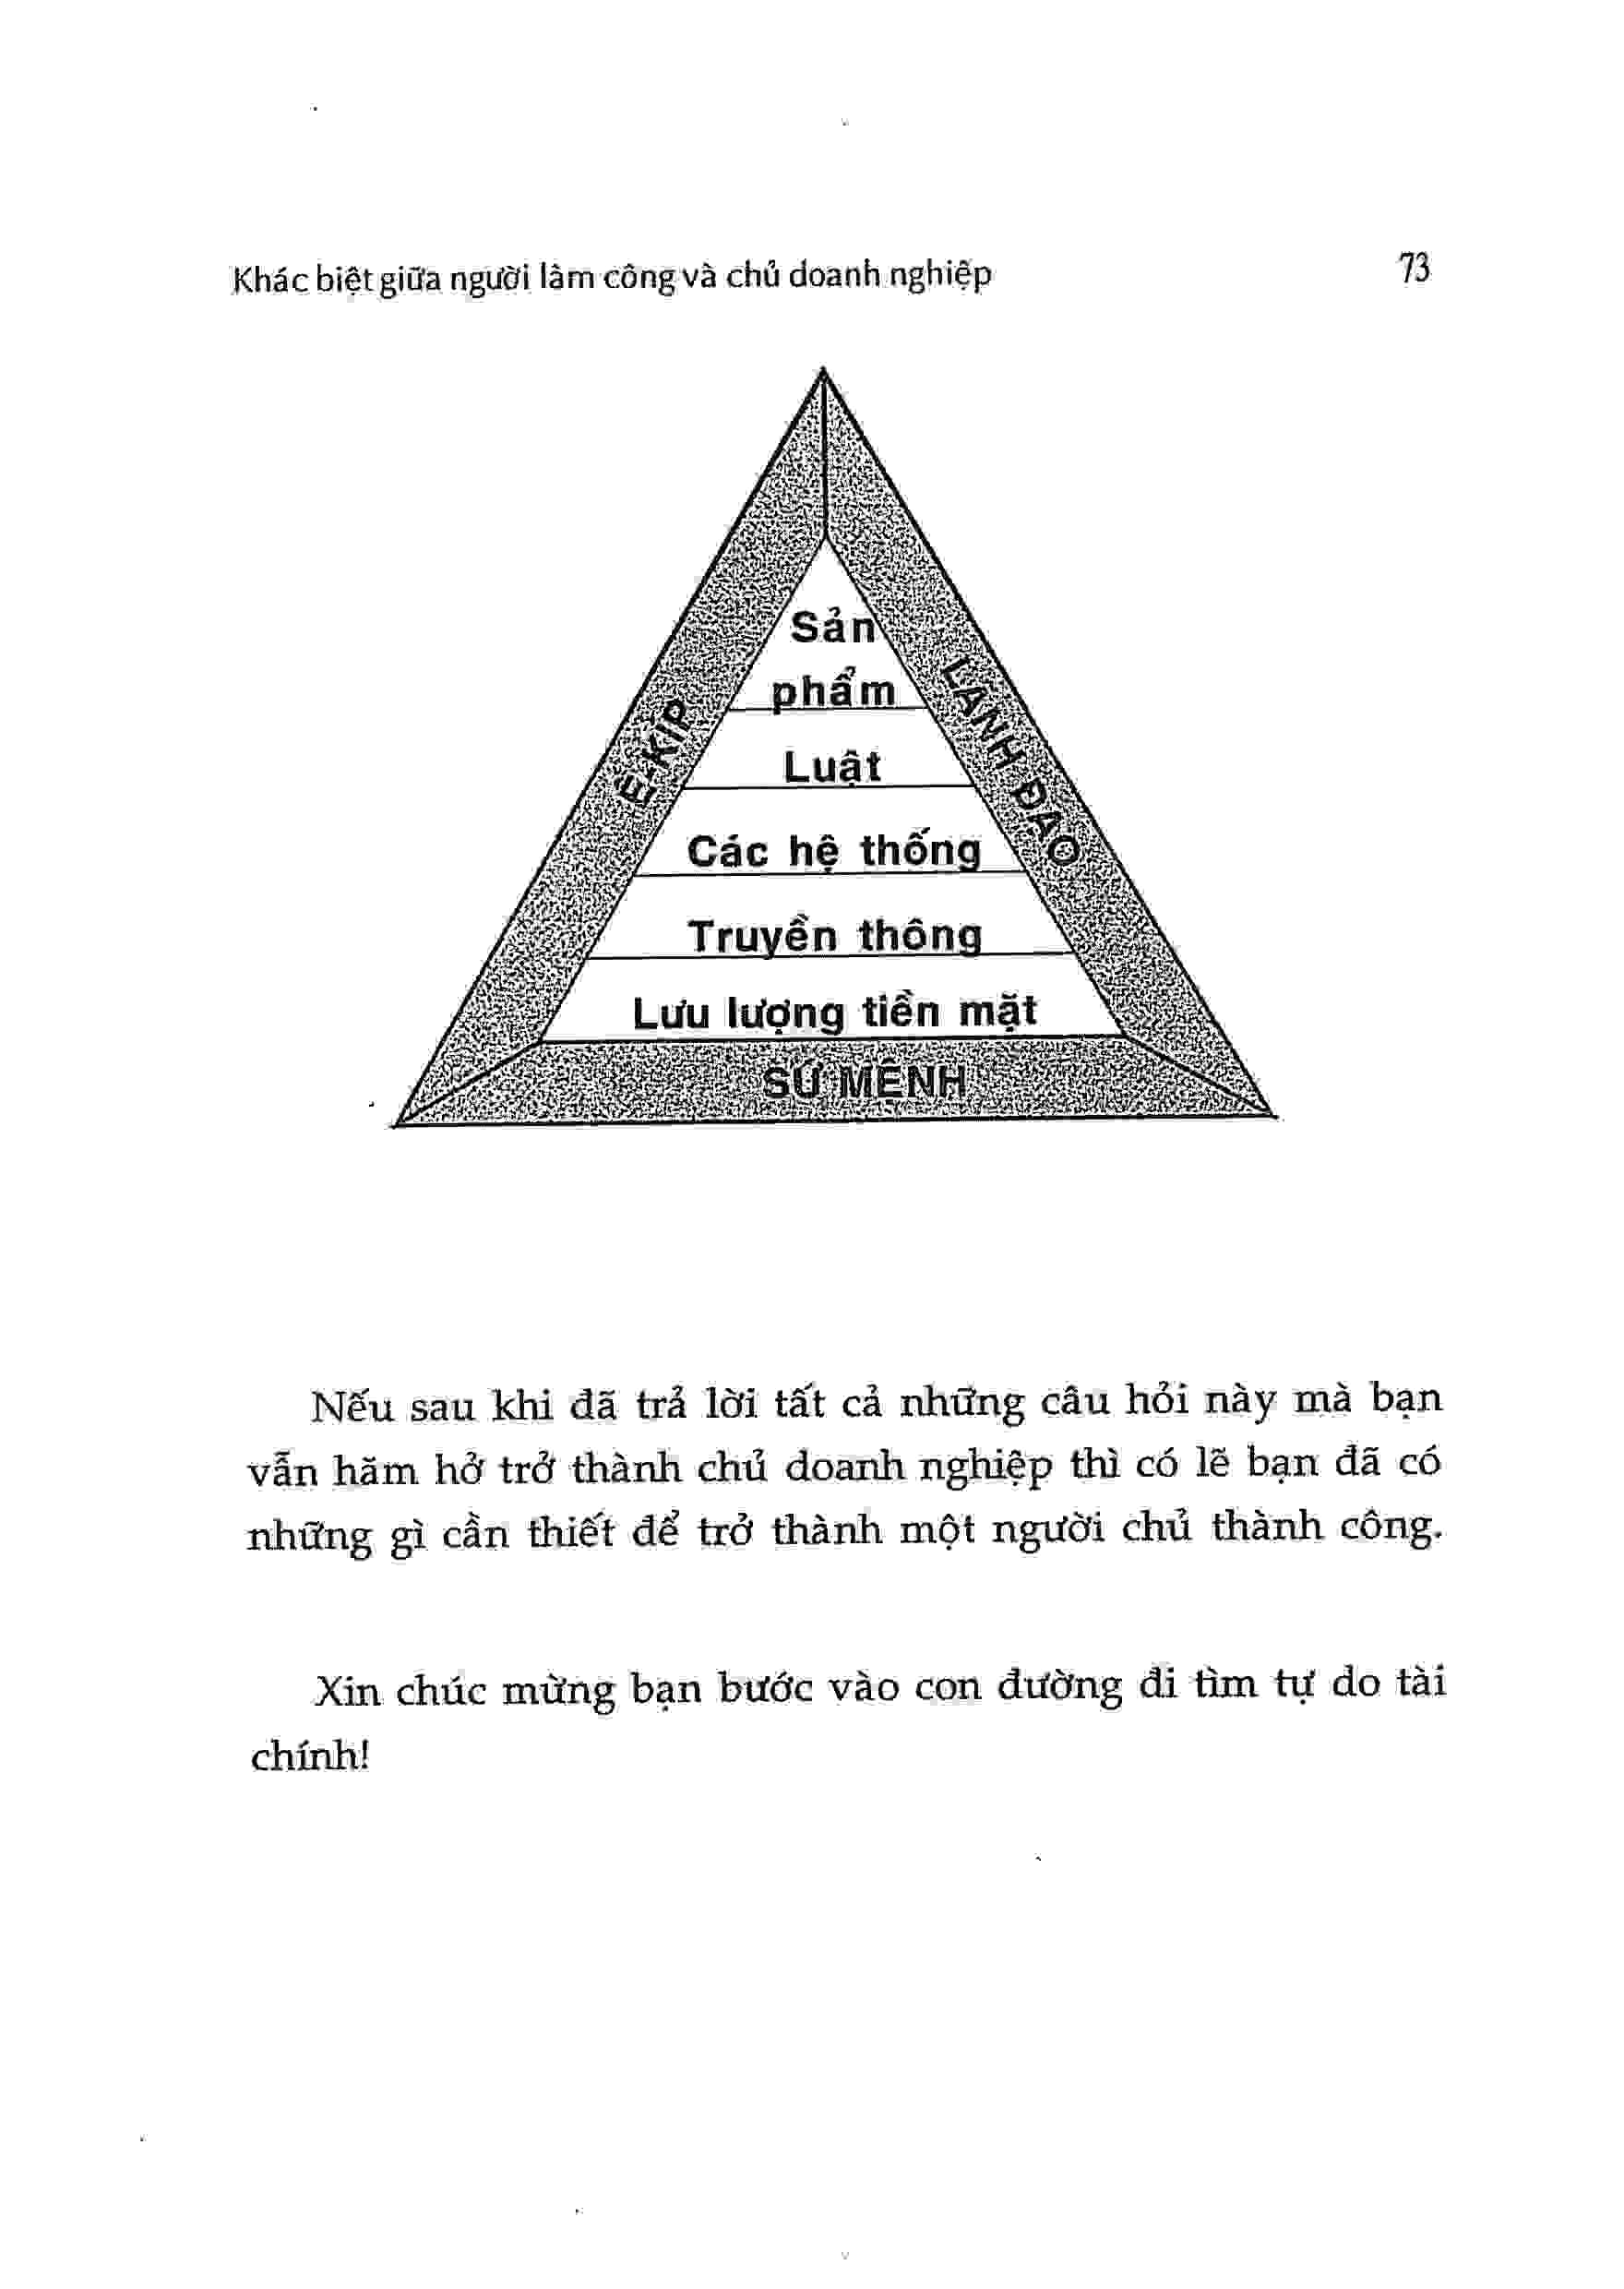 Khác biệt giữa người làm công và chủ doanh nghiệp 73
Sản
phẩm
Ê-KÍP
LÃNH ĐẠO
Luật
Các hệ thống
Truyền thông
Lưu lượng tiền mặt
SỨ MỆNH
Nếu sau khi đã trả lời tất cả những câu hỏi này mà bạn
vẫn hăm hở trở thành chủ doanh nghiệp thì có lẽ bạn đã có
những gì cần thiết để trở thành một người chủ thành công.
Xin chúc mừng bạn bước vào con đường đi tìm tự do tài
chính!